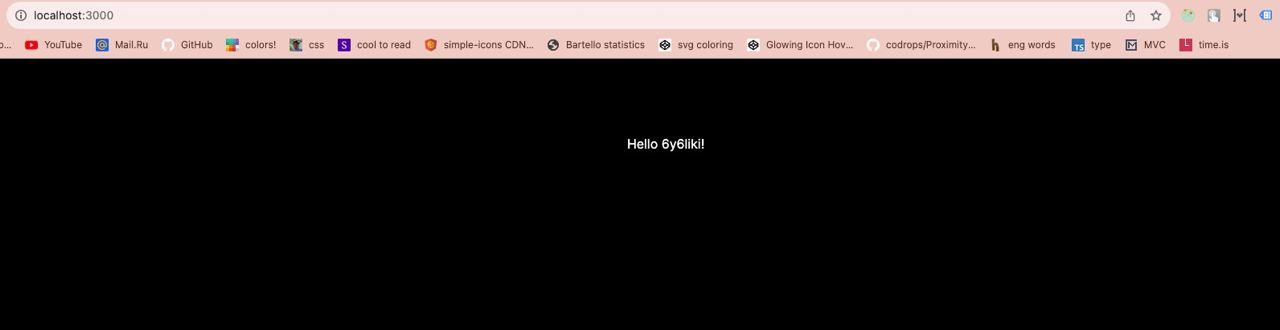 localhost:3000
o... YouTube Mail.Ru GitHub colors! css S cool to read simple-icons CDN... Bartello statistics svg coloring Glowing Icon Hov... codrops/Proximity... h eng words TS type MVC L time.is
Hello 6y6liki!